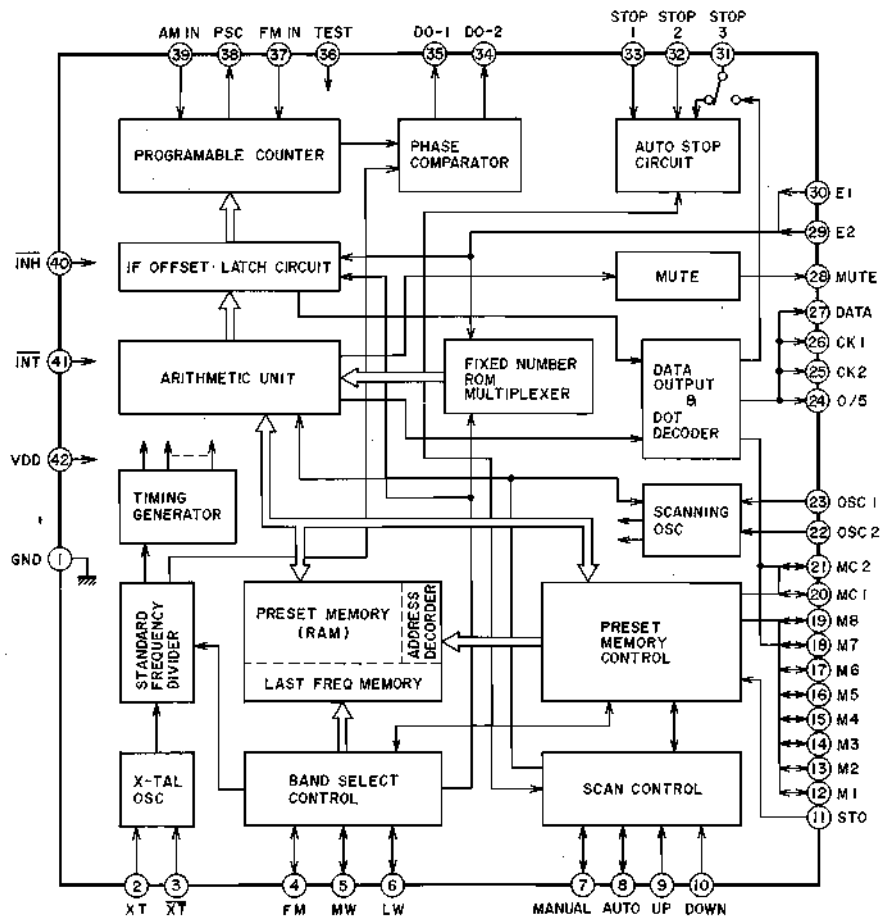 AM IN PSC FM IN TEST DO-1 DO-2 STOP 1 STOP 2 STOP 3
39 38 37 36 35 34 33 32 31
PROGRAMABLE COUNTER
PHASE
COMPARATOR
AUTO STOP
CIRCUIT
30 E1
29 E2
INH 40
IF OFFSET·LATCH CIRCUIT
MUTE
28 MUTE
27 DATA
26 CK1
25 CK2
24 O/5
INT 41
ARITHMETIC UNIT
FIXED NUMBER
ROM
MULTIPLEXER
DATA
OUTPUT
&
DOT
DECODER
VDD 42
TIMING
GENERATOR
SCANNING
OSC
23 OSC 1
22 OSC 2
GND 1
21 MC2
20 MC1
19 M8
18 M7
17 M6
16 M5
15 M4
14 M3
13 M2
12 M1
11 STO
STANDARD
FREQUENCY
DIVIDER
PRESET MEMORY
(RAM)
ADDRESS
DECORDER
LAST FREQ MEMORY
PRESET
MEMORY
CONTROL
X-TAL
OSC
BAND SELECT
CONTROL
SCAN CONTROL
2 3 4 5 6 7 8 9 10
XT XT FM MW LW MANUAL AUTO UP DOWN